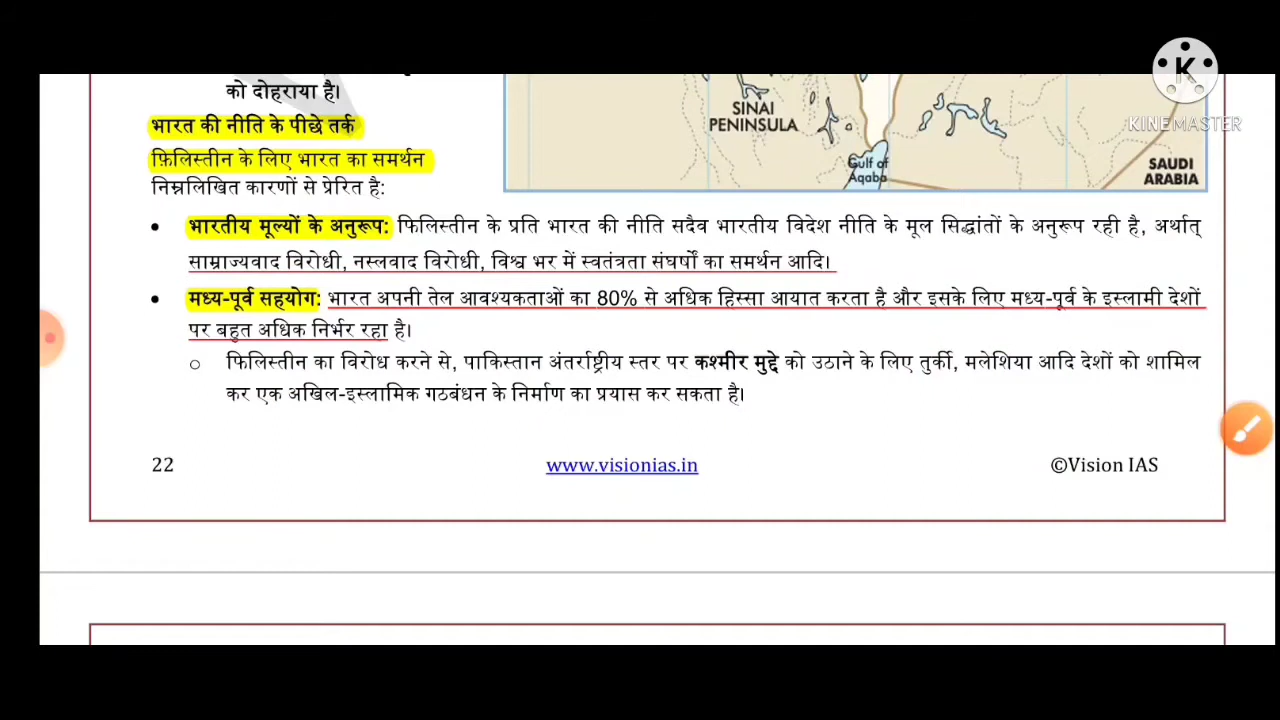 को दोहराया है।
भारत की नीति के पीछे तर्क
फ़िलिस्तीन के लिए भारत का समर्थन
निम्नलिखित कारणों से प्रेरित है:
SINAI
PENINSULA
Gulf of
Aqaba
SAUDI
ARABIA
K
KINEMASTER
• भारतीय मूल्यों के अनुरूप: फिलिस्तीन के प्रति भारत की नीति सदैव भारतीय विदेश नीति के मूल सिद्धांतों के अनुरूप रही है, अर्थात्
साम्राज्यवाद विरोधी, नस्लवाद विरोधी, विश्व भर में स्वतंत्रता संघर्षों का समर्थन आदि।
• मध्य-पूर्व सहयोग: भारत अपनी तेल आवश्यकताओं का 80% से अधिक हिस्सा आयात करता है और इसके लिए मध्य-पूर्व के इस्लामी देशों
पर बहुत अधिक निर्भर रहा है।
o फिलिस्तीन का विरोध करने से, पाकिस्तान अंतर्राष्ट्रीय स्तर पर कश्मीर मुद्दे को उठाने के लिए तुर्की, मलेशिया आदि देशों को शामिल
कर एक अखिल-इस्लामिक गठबंधन के निर्माण का प्रयास कर सकता है।
22 www.visionias.in ©Vision IAS